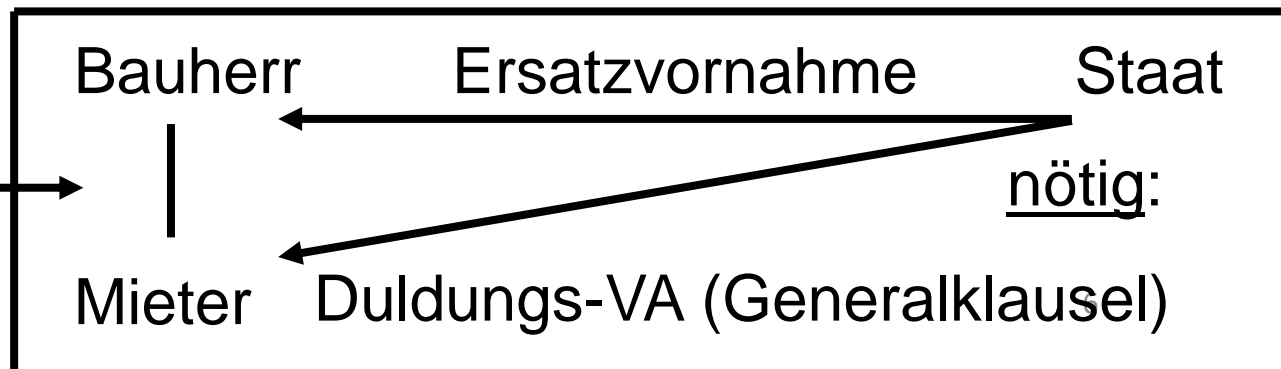 Bauherr Ersatzvornahme Staat
nötig:
Mieter Duldungs-VA (Generalklausel)